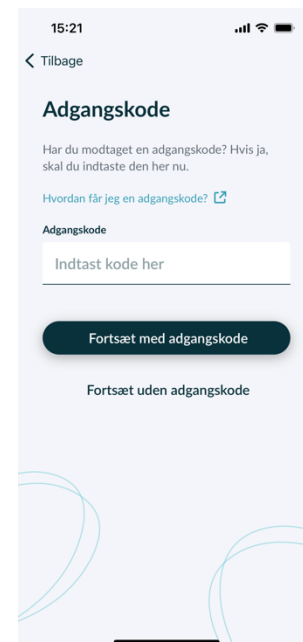 15:21
Tilbage
Adgangskode
Har du modtaget en adgangskode? Hvis ja,
skal du indtaste den her nu.
Hvordan får jeg en adgangskode?
Adgangskode
Indtast kode her
Fortsæt med adgangskode
Fortsæt uden adgangskode